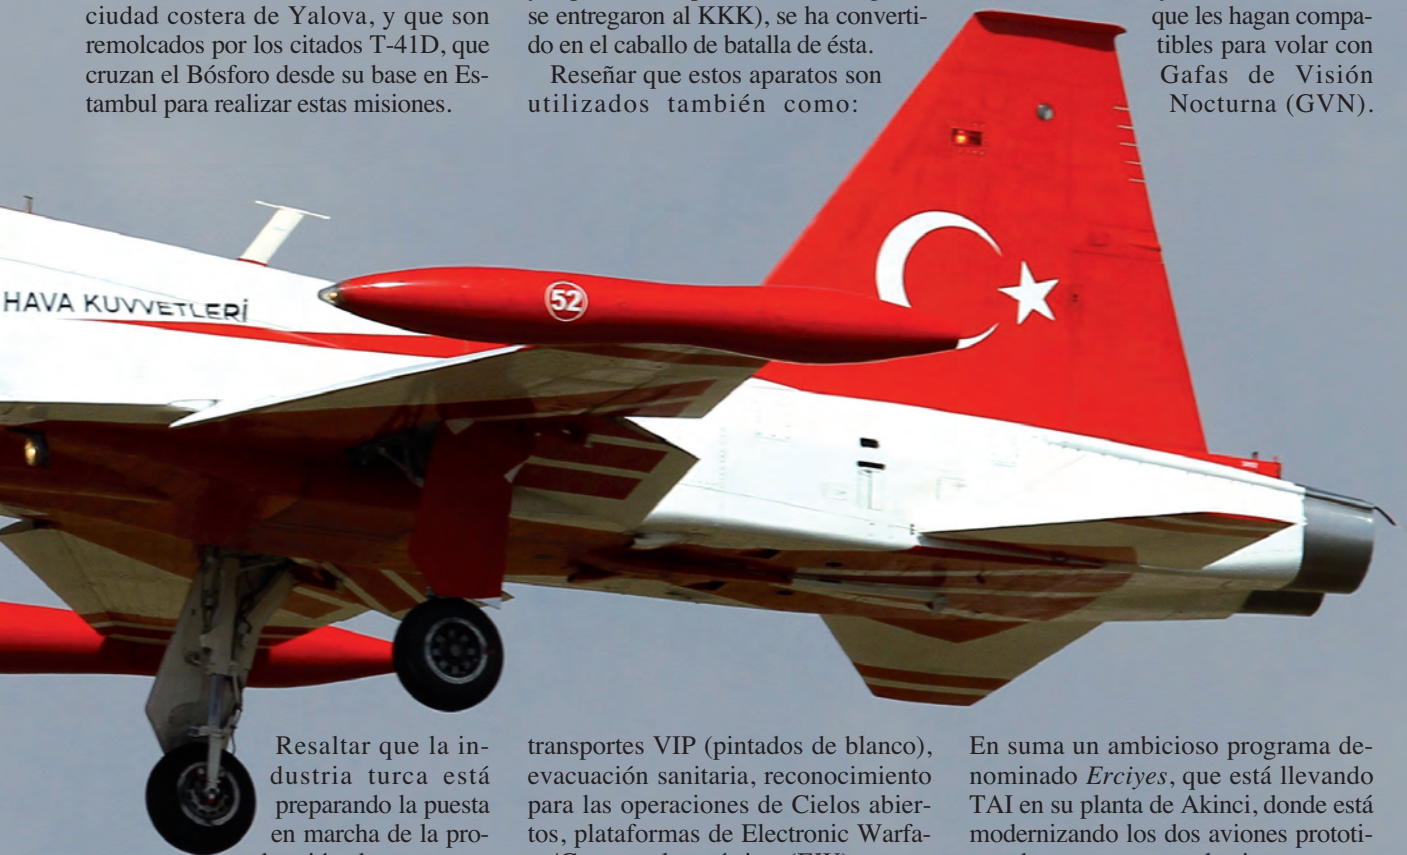 ciudad costera de Yalova, y que son
remolcados por los citados T-41D, que
cruzan el Bósforo desde su base en Es-
tambul para realizar estas misiones.
se entregaron al KKK), se ha converti-
do en el caballo de batalla de ésta.
Reseñar que estos aparatos son
utilizados también como:
que les hagan compa-
tibles para volar con
Gafas de Visión
Nocturna (GVN).
HAVA KUVVETLERİ
52
Resaltar que la in-
dustria turca está
preparando la puesta
en marcha de la pro-
transportes VIP (pintados de blanco),
evacuación sanitaria, reconocimiento
para las operaciones de Cielos abier-
tos, plataformas de Electronic Warfa-
En suma un ambicioso programa de-
nominado Erciyes, que está llevando
TAI en su planta de Akinci, donde está
modernizando los dos aviones prototi-